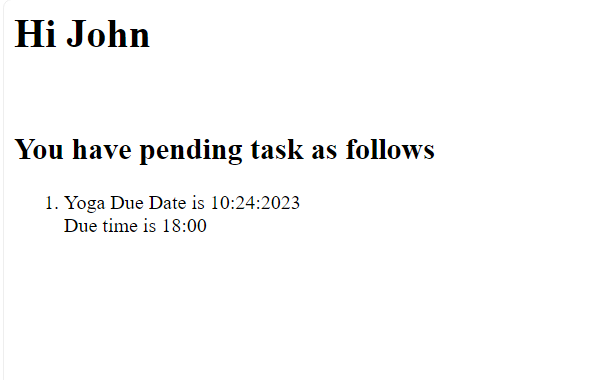 Hi John
You have pending task as follows
1. Yoga Due Date is 10:24:2023
Due time is 18:00